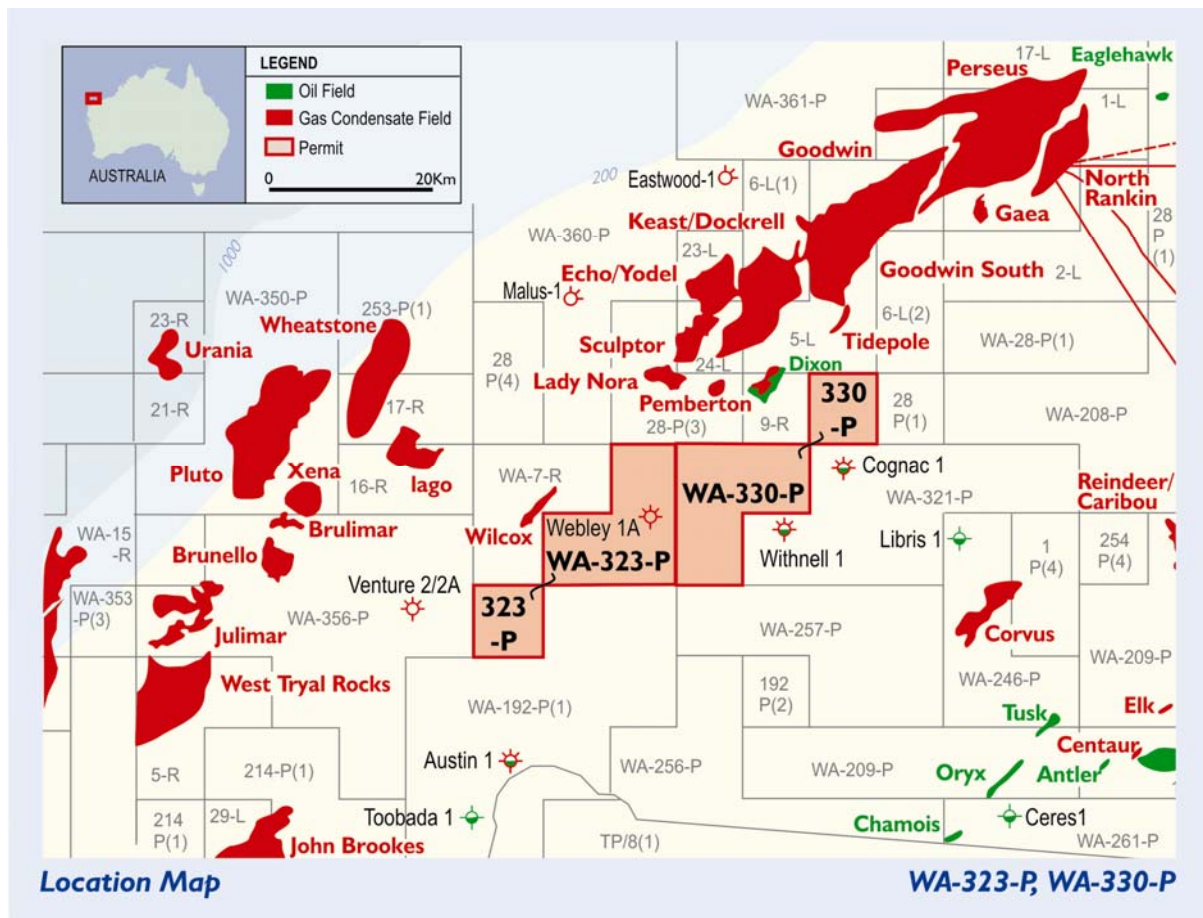 LEGEND
Oil Field
Gas Condensate Field
Permit
0 20Km
AUSTRALIA
17-L
Eaglehawk
Perseus
WA-361-P
1-L
Goodwin
200
Eastwood-1
6-L(1)
North
Rankin
Gaea
28
P
(1)
Keast/Dockrell
WA-360-P
23-L
1000
Echo/Yodel
Goodwin South
2-L
WA-350-P
Malus-1
253-P(1)
Wheatstone
23-R
Urania
6-L(2)
5-L
Tidepole
WA-28-P(1)
Sculptor
28
P(4)
24-L
Dixon
Lady Nora
Pemberton
21-R
17-R
330
-P
28
P(1)
WA-208-P
28-P(3)
9-R
Pluto
Xena
Iago
16-R
WA-7-R
Cognac 1
WA-330-P
WA-321-P
Reindeer/
Caribou
Brulimar
Wilcox
Webley 1A
WA-323-P
Withnell 1
Libris 1
WA-15
-R
Brunello
1
P(4)
254
P(4)
Venture 2/2A
323
-P
WA-353
-P(3)
WA-356-P
Julimar
WA-257-P
Corvus
WA-209-P
West Tryal Rocks
WA-246-P
192
P(2)
WA-192-P(1)
Tusk
Elk
Austin 1
Centaur
5-R
214-P(1)
WA-256-P
WA-209-P
Oryx
Antler
Toobada 1
214
P(1)
29-L
Ceres1
Chamois
John Brookes
TP/8(1)
WA-261-P
Location Map
WA-323-P, WA-330-P